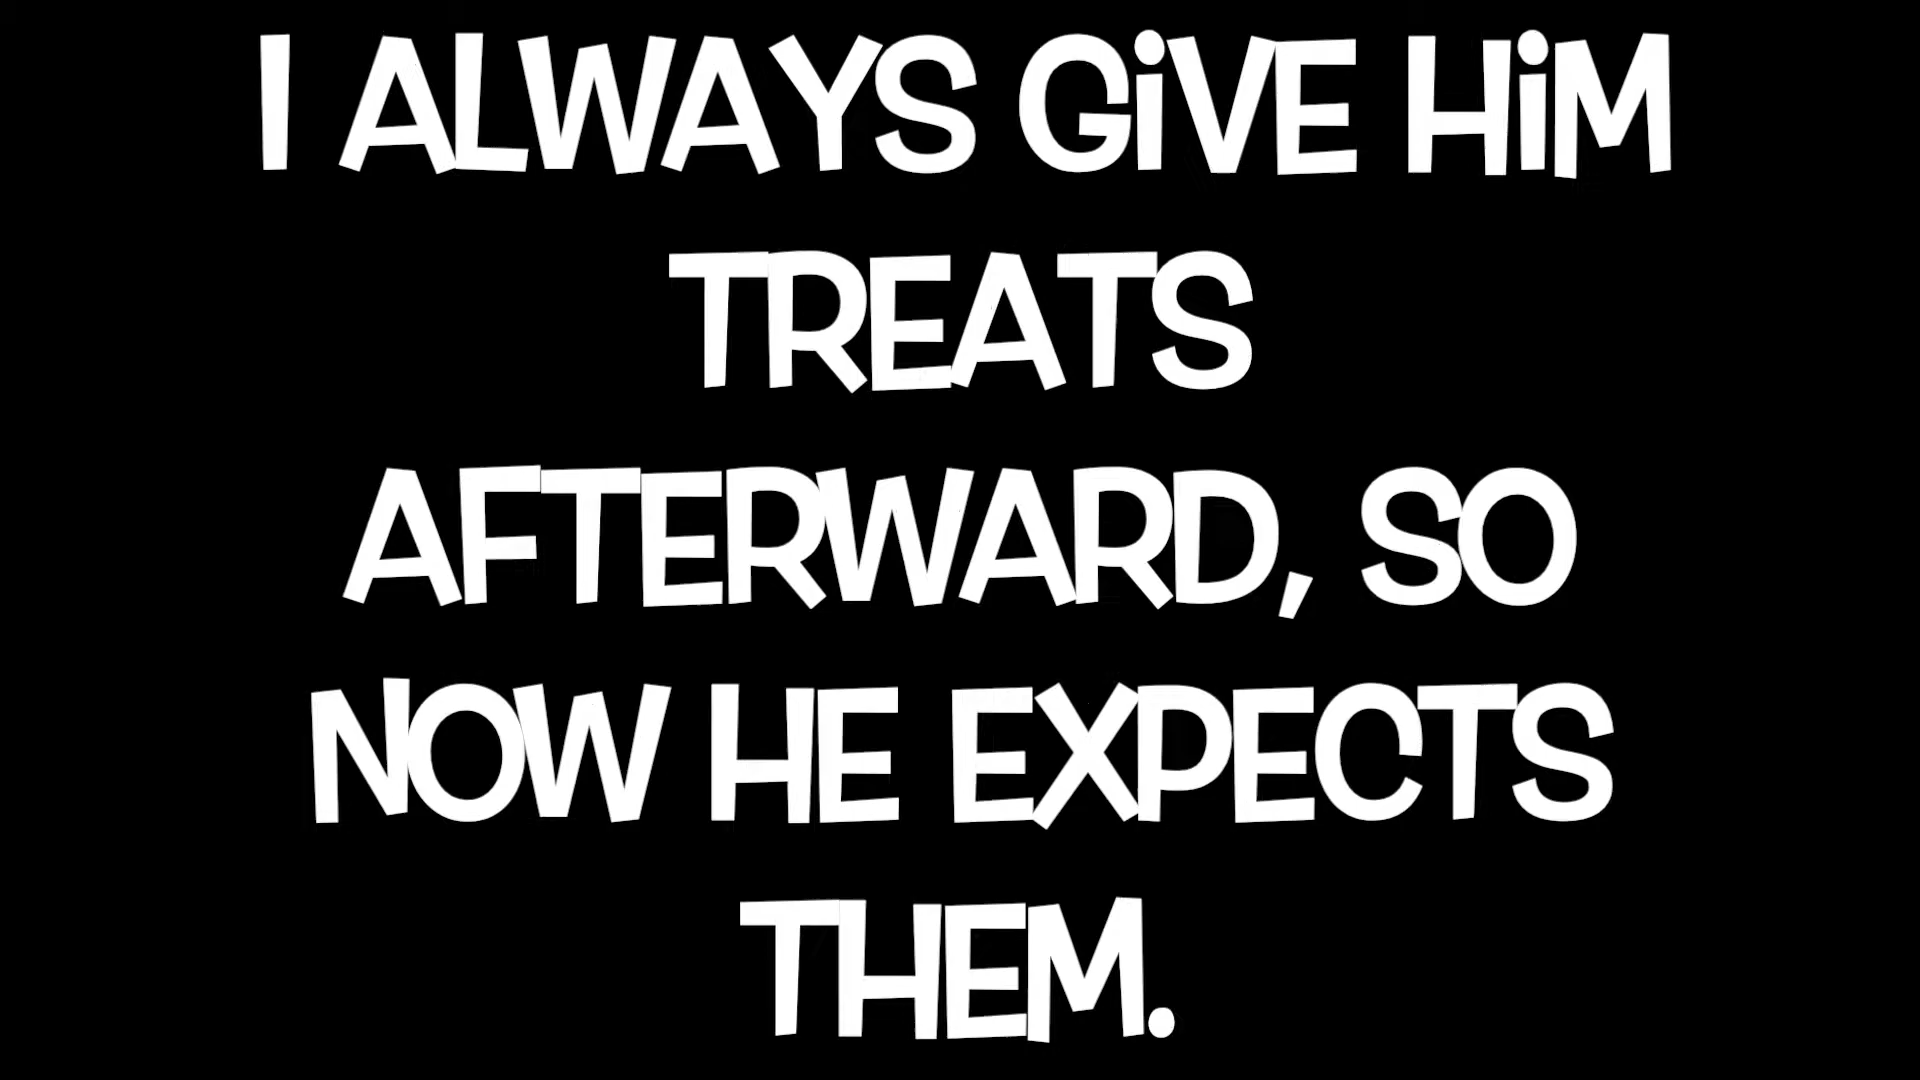 I ALWAYS GiVE HiM
TREATS
AFTERWARD, SO
NOW HE EXPECTS
THEM.